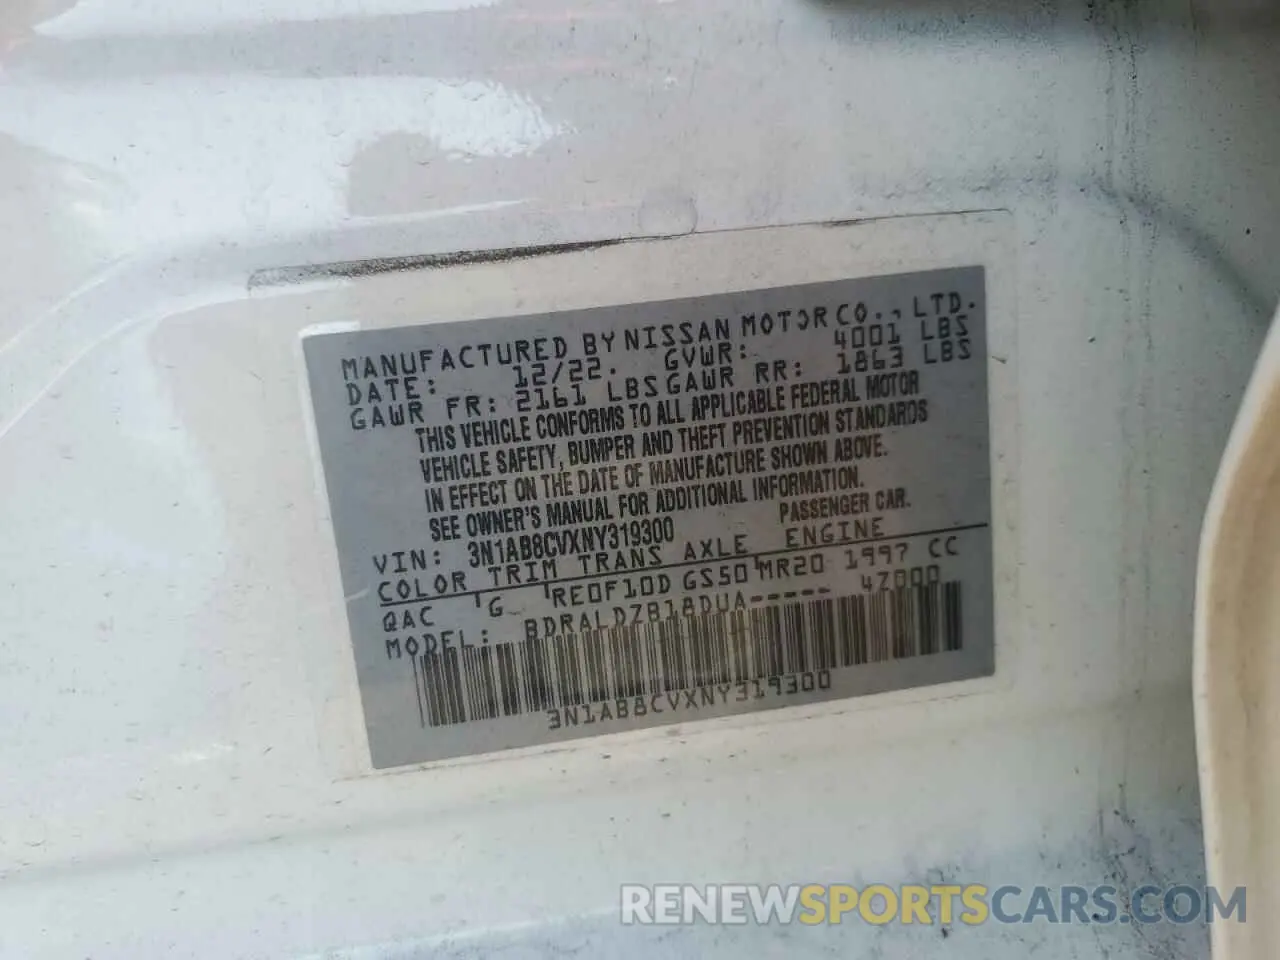 MANUFACTURED BY NISSAN MOTOR CO., LTD.
DATE: 12/22. GVWR: 4001 LBS
GAWR FR: 2161 LBS GAWR RR: 1863 LBS
THIS VEHICLE CONFORMS TO ALL APPLICABLE FEDERAL MOTOR
VEHICLE SAFETY, BUMPER AND THEFT PREVENTION STANDARDS
IN EFFECT ON THE DATE OF MANUFACTURE SHOWN ABOVE.
SEE OWNER'S MANUAL FOR ADDITIONAL INFORMATION.
VIN: 3N1AB8CVXNY319300 PASSENGER CAR.
COLOR TRIM TRANS AXLE ENGINE
QAC G RE0F10D GS50 MR20 1997 CC
MODEL: BDRALDZB18DUA----- 4Z000
3N1AB8CVXNY319300
RENEWSPORTSCARS.COM